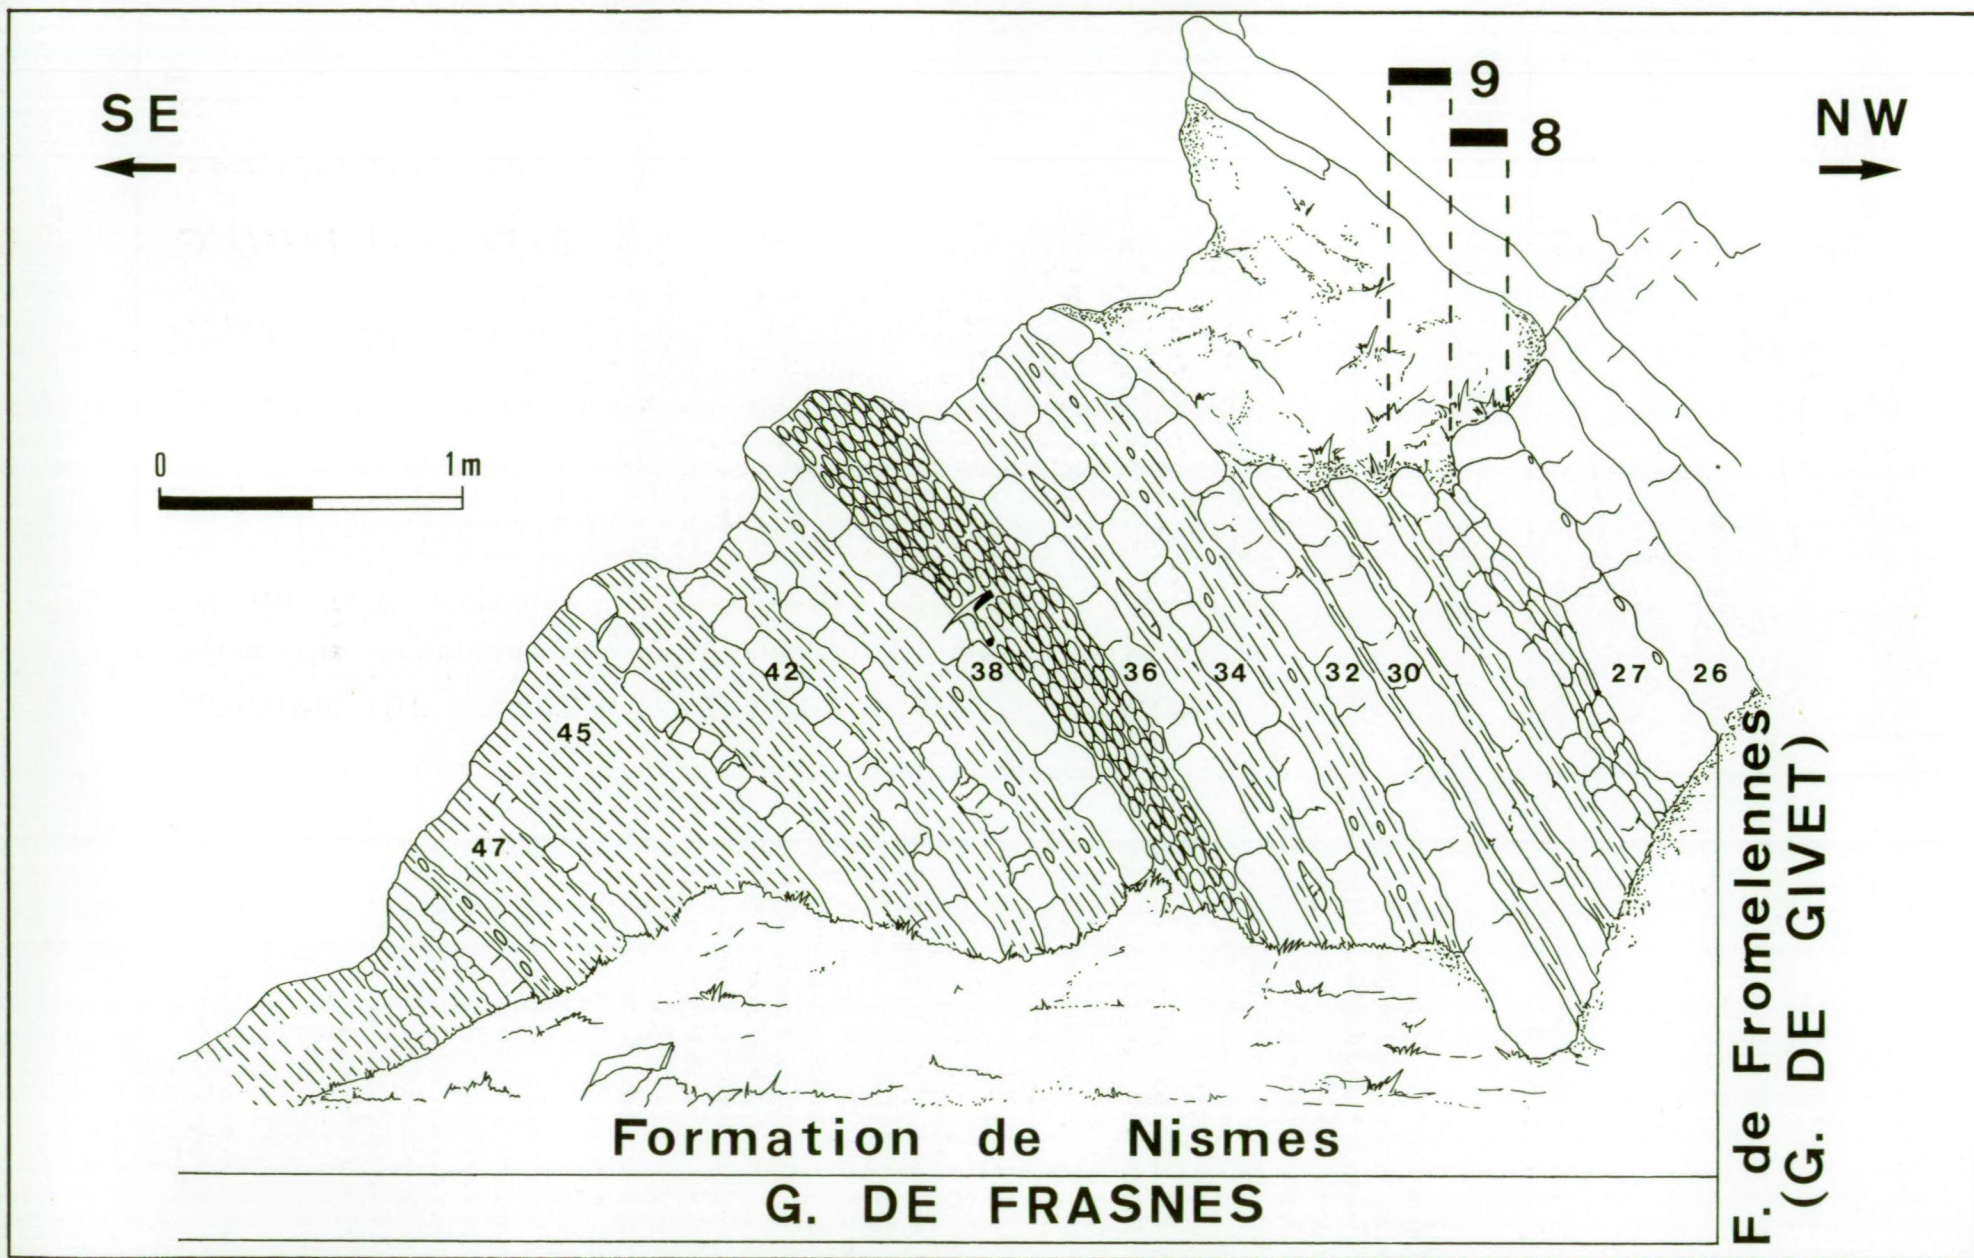 SE
NW
9
8
0 1m
42 38 36 34 32 30 27 26
45
47
Formation de Nismes
G. DE FRASNES
F. de Fromelennes
(G. DE GIVET)